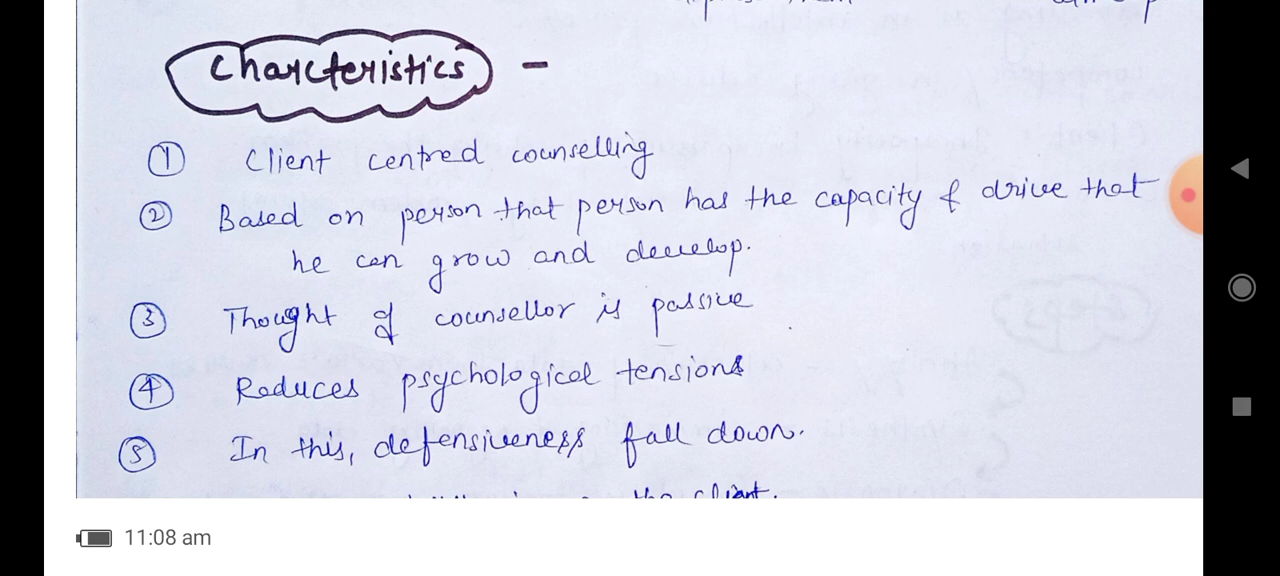 Charcteristics -
① Client centred counselling
② Based on person that person has the capacity & drive that
he can grow and develop.
③ Thought of counsellor is passive
④ Reduces psychological tensions
⑤ In this, defensiveness fall down.
the client.
11:08 am